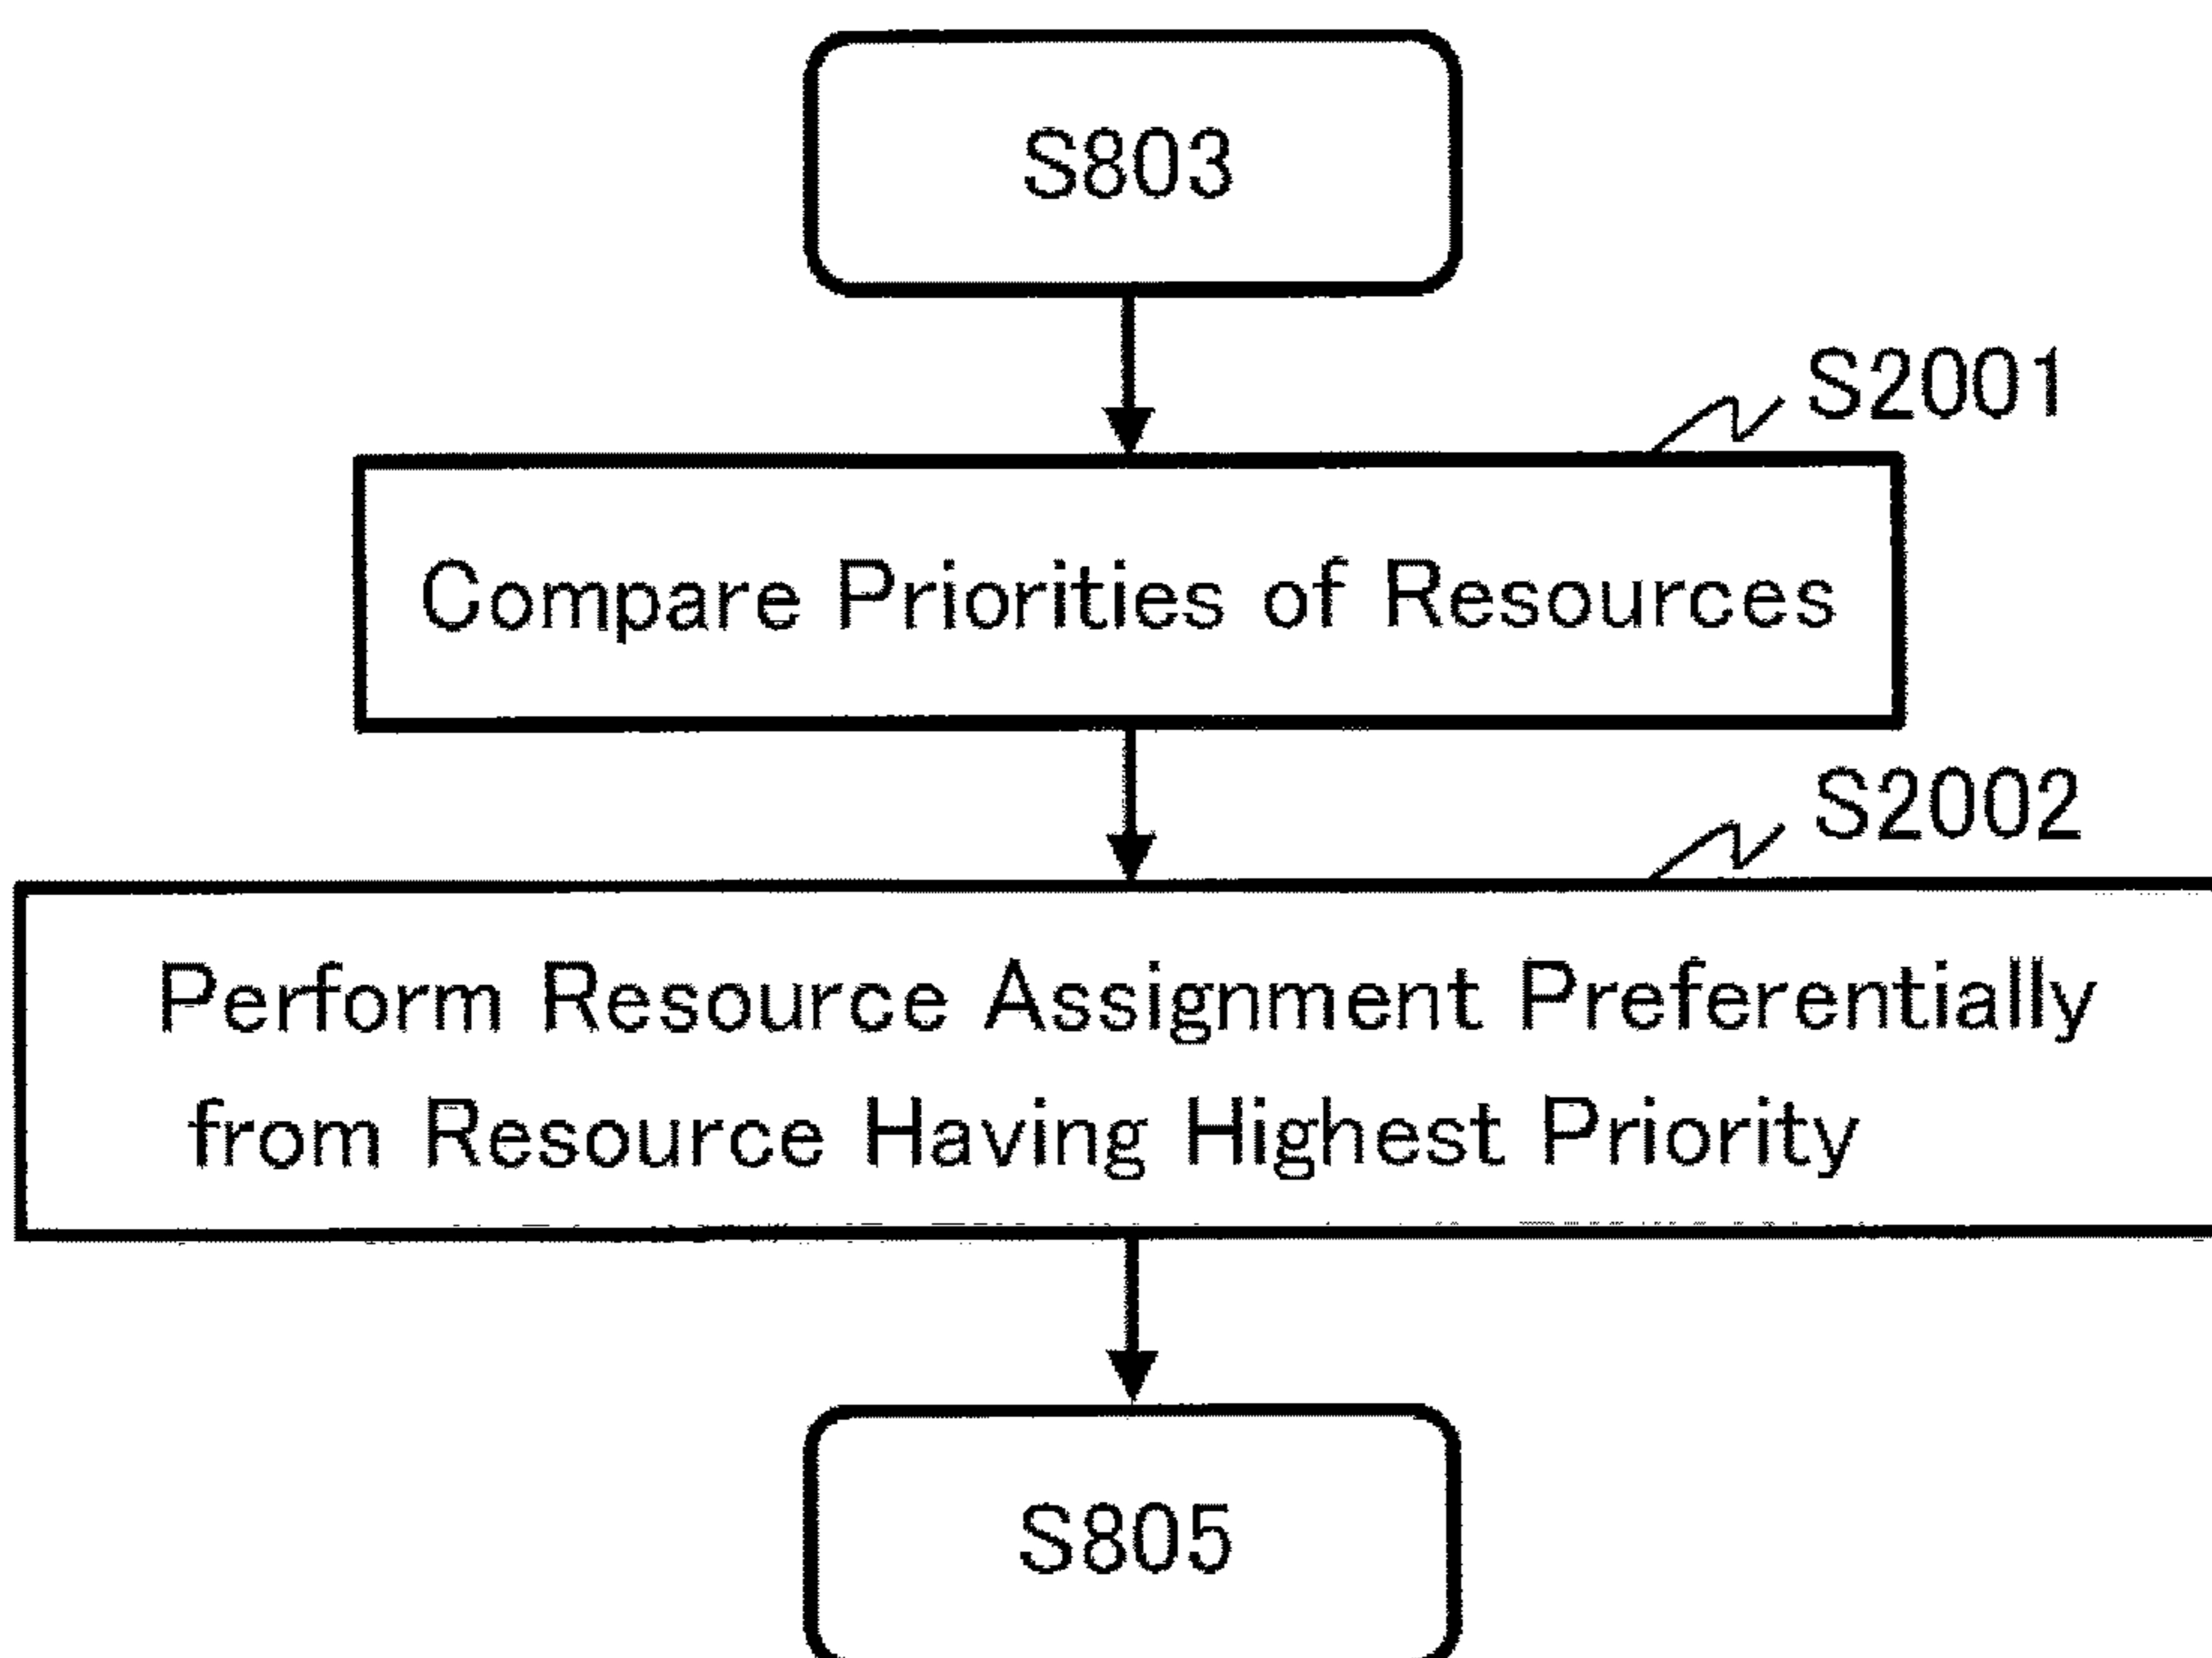 S803
S2001
Compare Priorities of Resources
S2002
Perform Resource Assignment Preferentially
from Resource Having Highest Priority
S805